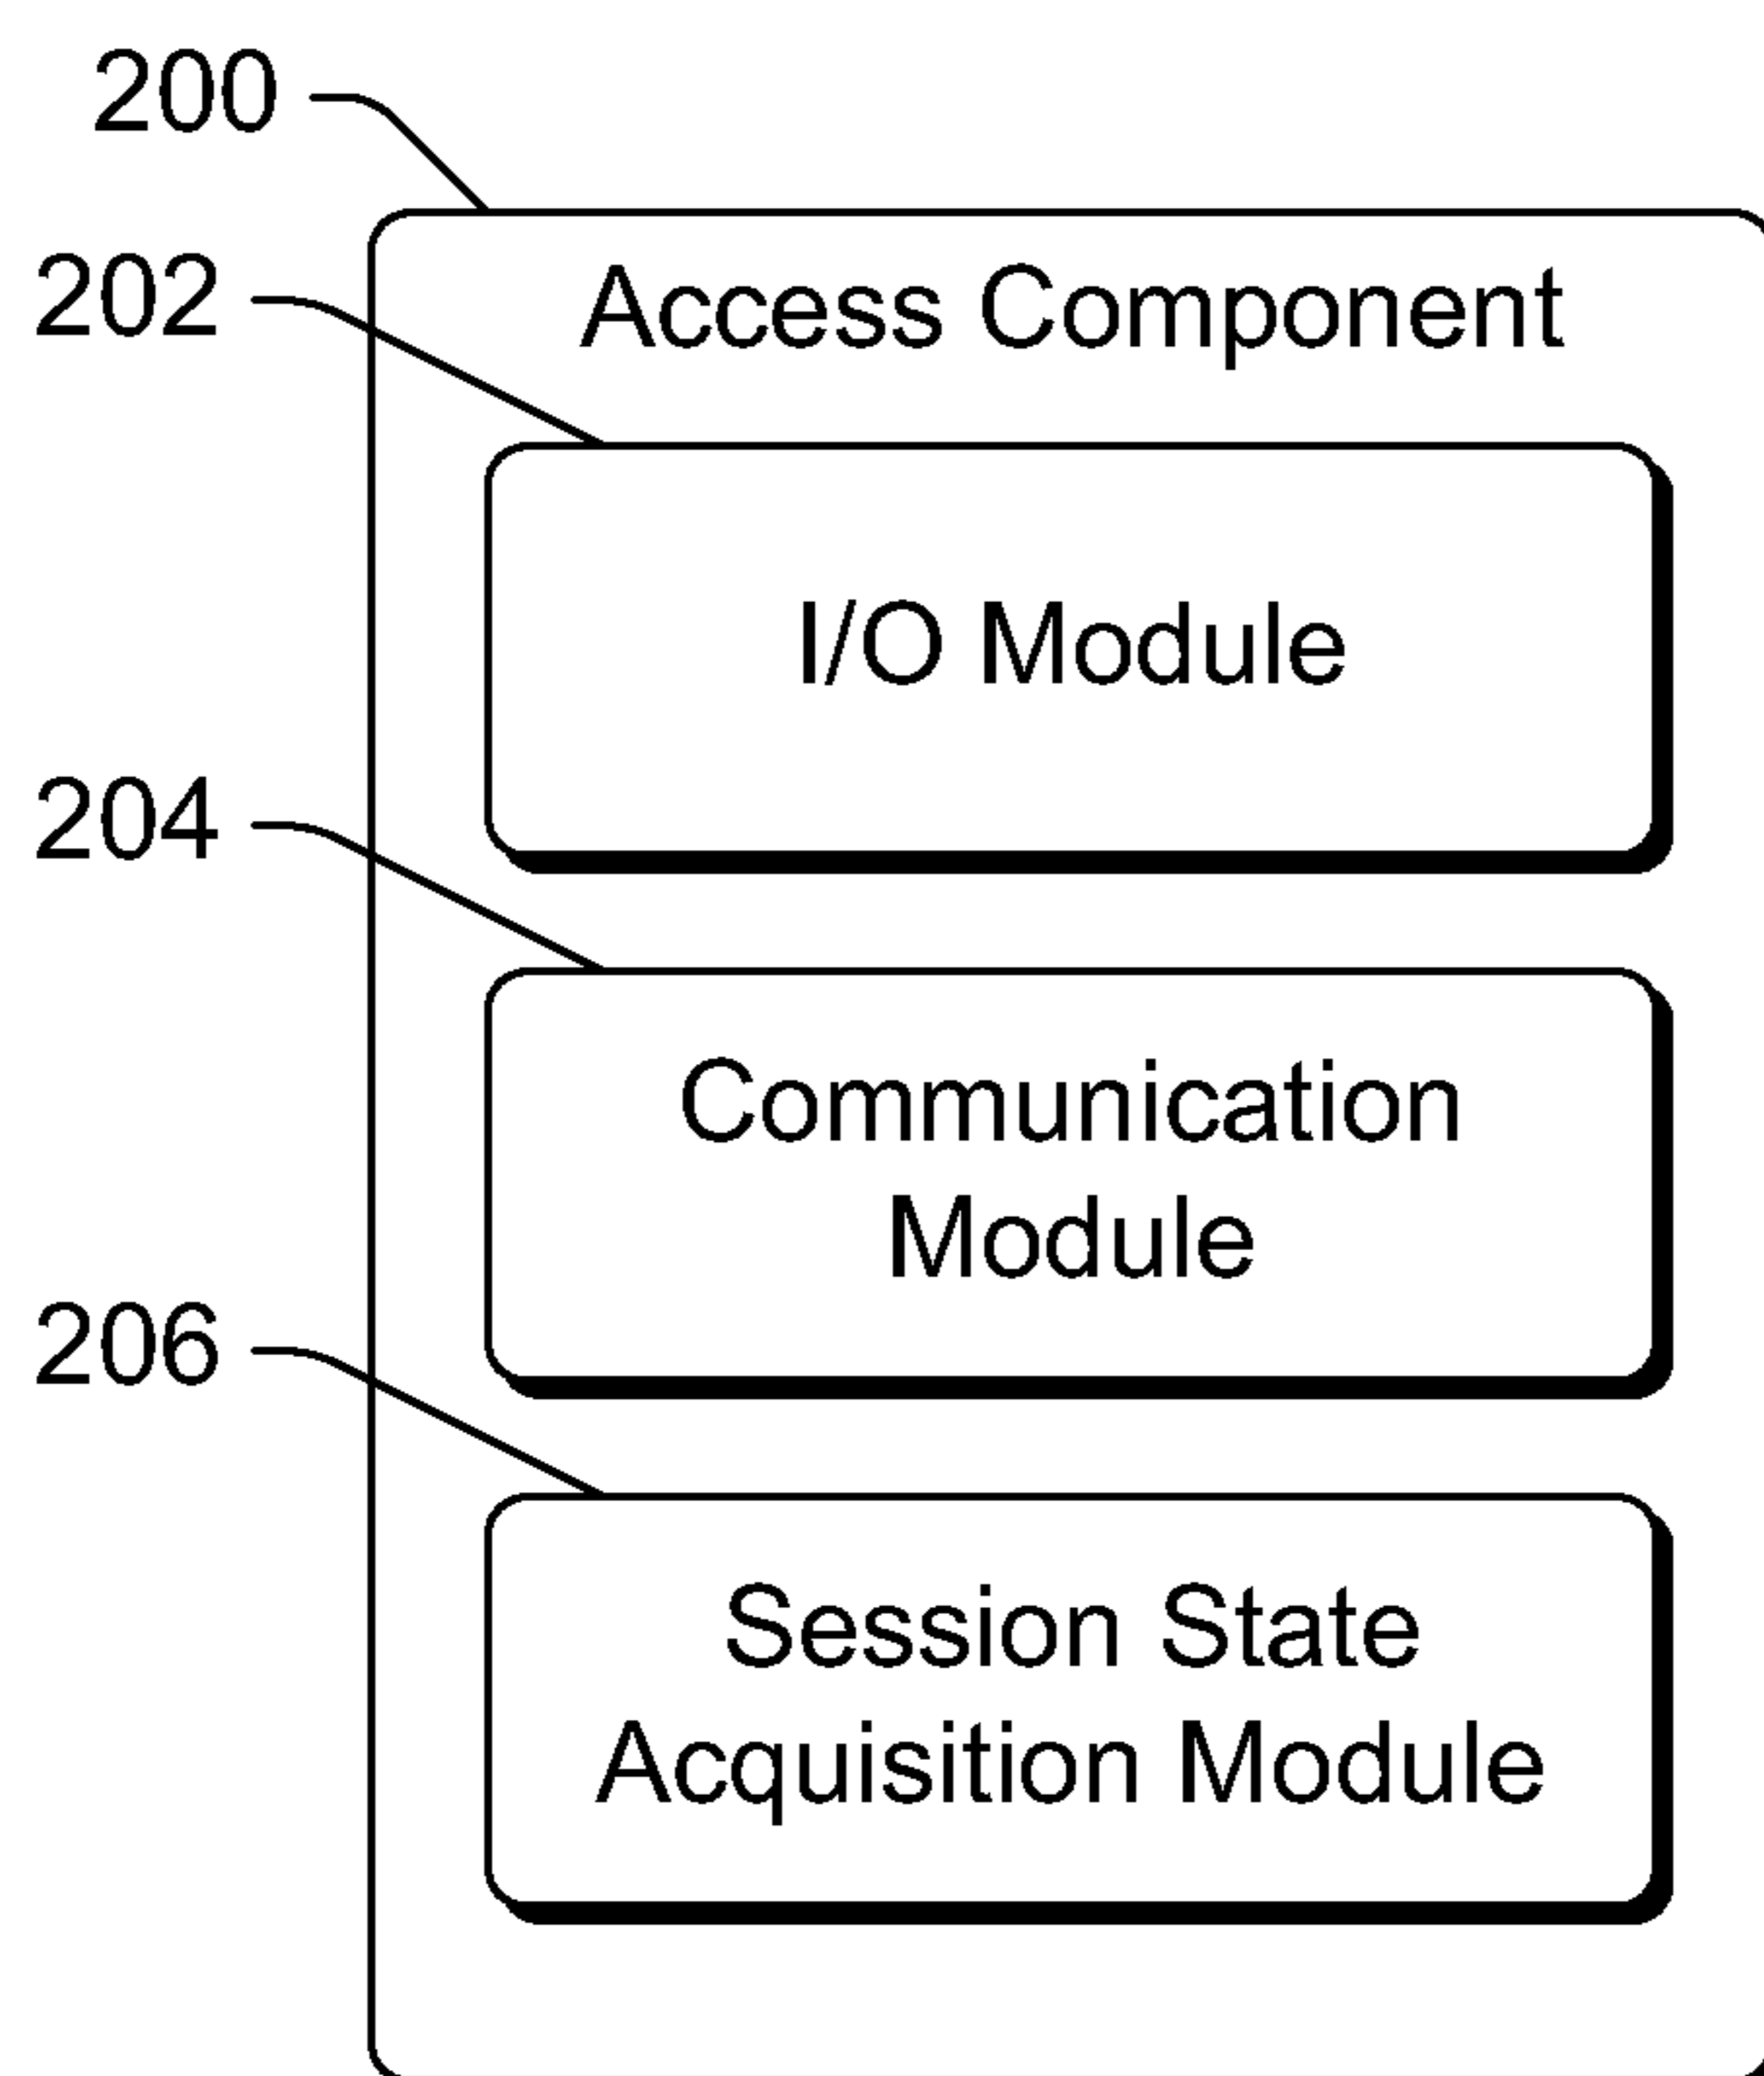 200
Access Component
202
I/O Module
204
Communication
Module
206
Session State
Acquisition Module